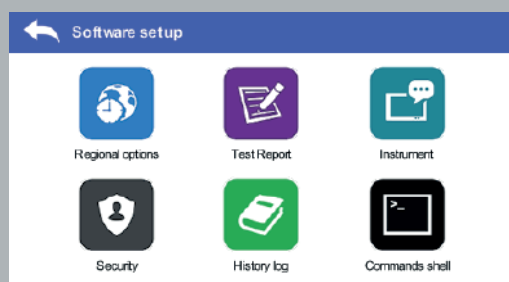 Software setup
Regional options
Test Report
Instrument
>_
Security
History log
Commands shell